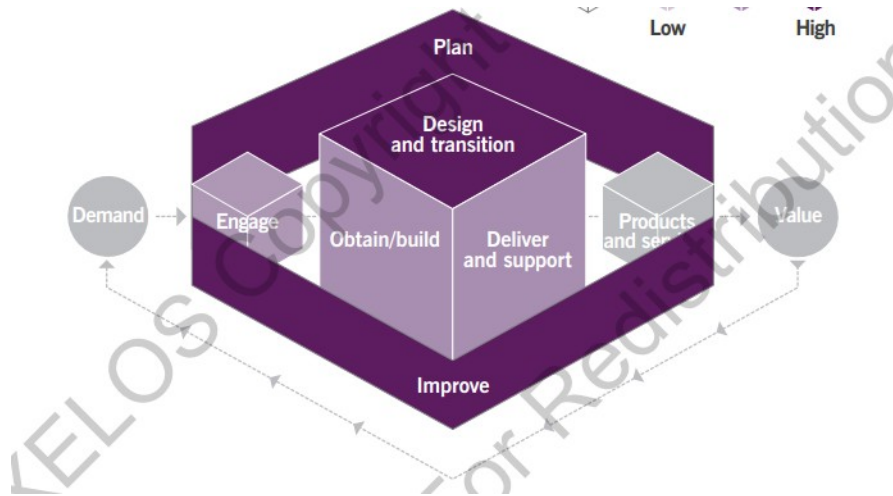 Low
High
Plan
Design
and transition
Demand
Engage
Obtain/build
Deliver
and support
Products
Value
Improve
XELOS Copyright
For Redistribution